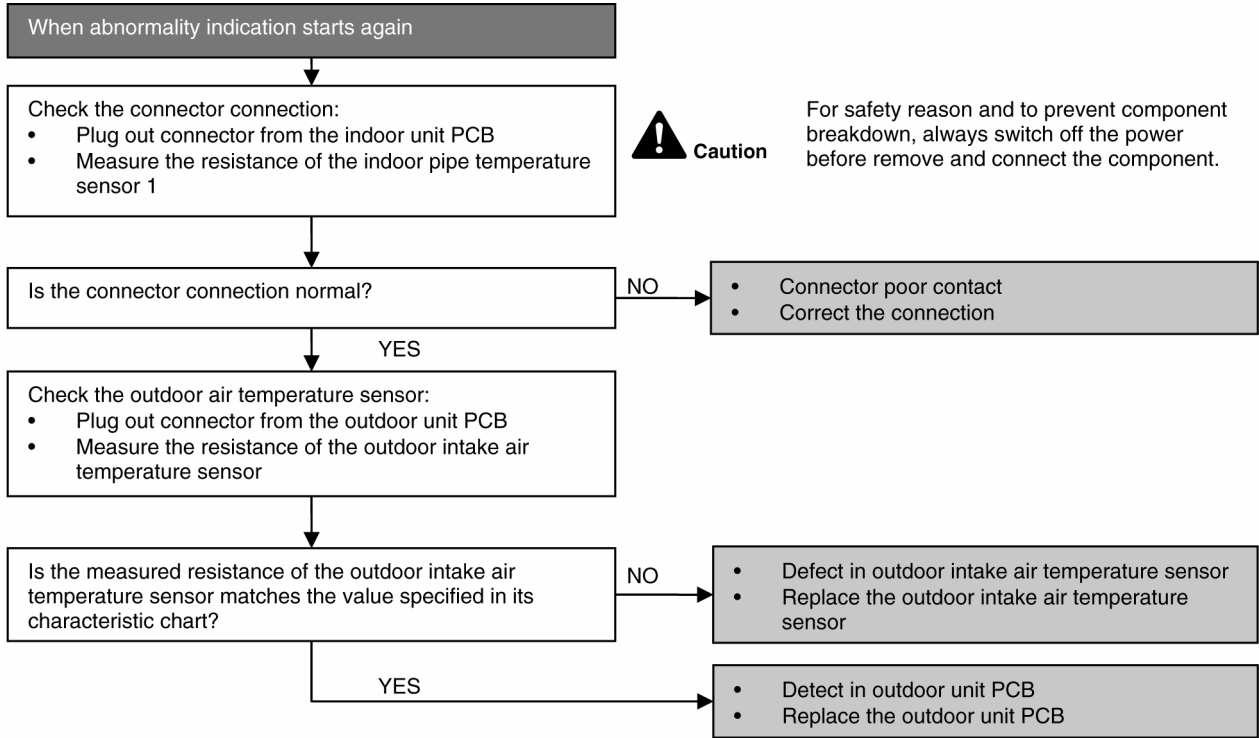 When abnormality indication starts again
Check the connector connection:
• Plug out connector from the indoor unit PCB
• Measure the resistance of the indoor pipe temperature
sensor 1
Caution
For safety reason and to prevent component
breakdown, always switch off the power
before remove and connect the component.
Is the connector connection normal?
NO
• Connector poor contact
• Correct the connection
YES
Check the outdoor air temperature sensor:
• Plug out connector from the outdoor unit PCB
• Measure the resistance of the outdoor intake air
temperature sensor
Is the measured resistance of the outdoor intake air
temperature sensor matches the value specified in its
characteristic chart?
NO
• Defect in outdoor intake air temperature sensor
• Replace the outdoor intake air temperature
sensor
YES
• Detect in outdoor unit PCB
• Replace the outdoor unit PCB